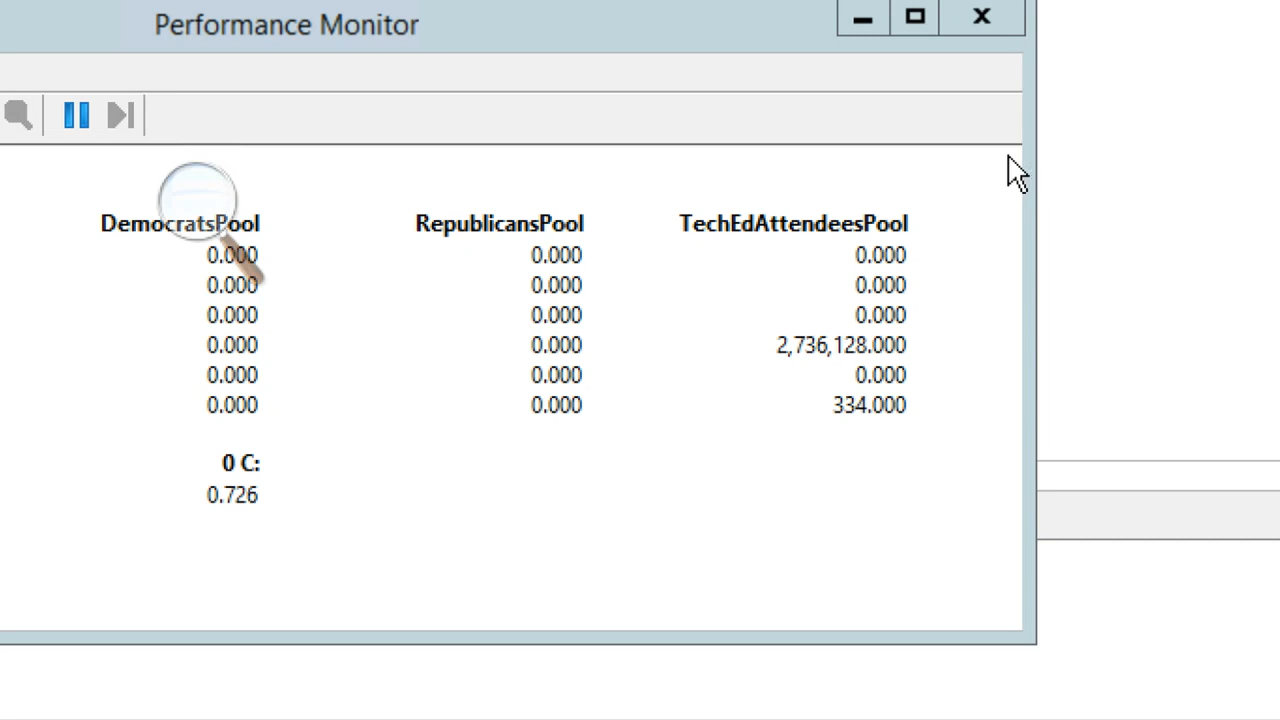 Performance Monitor
DemocratsPool RepublicansPool TechEdAttendeesPool
0.000 0.000 0.000
0.000 0.000 0.000
0.000 0.000 0.000
0.000 0.000 2,736,128.000
0.000 0.000 0.000
0.000 0.000 334.000
0 C:
0.726